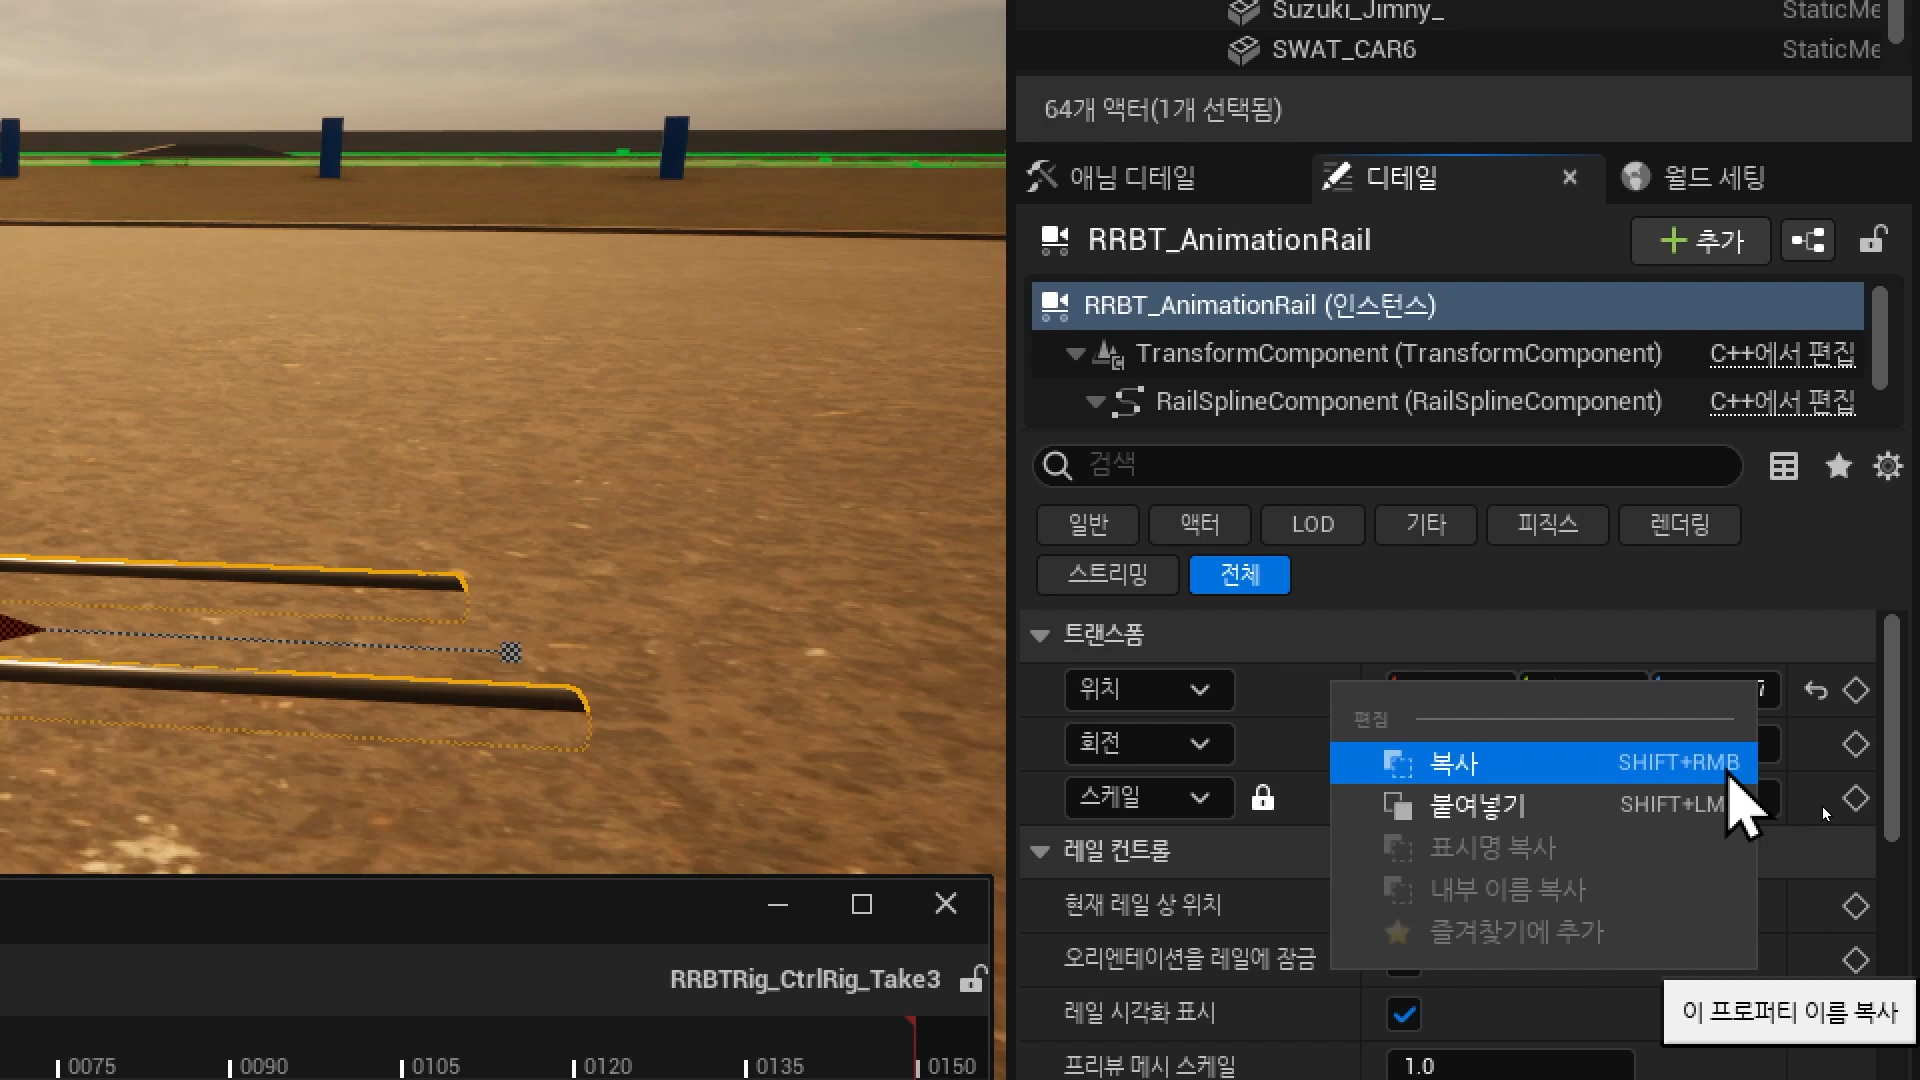 Suzuki_Jimny_
StaticMe
SWAT_CAR6
StaticMe
64개 액터(1개 선택됨)
애님 디테일
디테일
월드 세팅
RRBT_AnimationRail
추가
RRBT_AnimationRail (인스턴스)
TransformComponent (TransformComponent)
C++에서 편집
RailSplineComponent (RailSplineComponent)
C++에서 편집
검색
일반
액터
LOD
기타
피직스
렌더링
스트리밍
전체
트랜스폼
위치
회전
스케일
편집
복사 SHIFT+RMB
붙여넣기 SHIFT+LM
표시명 복사
내부 이름 복사
즐겨찾기에 추가
레일 컨트롤
현재 레일 상 위치
오리엔테이션을 레일에 잠금
레일 시각화 표시
이 프로퍼티 이름 복사
프리뷰 메시 스케일
1.0
RRBTRig_CtrlRig_Take3
0075
0090
0105
0120
0135
0150